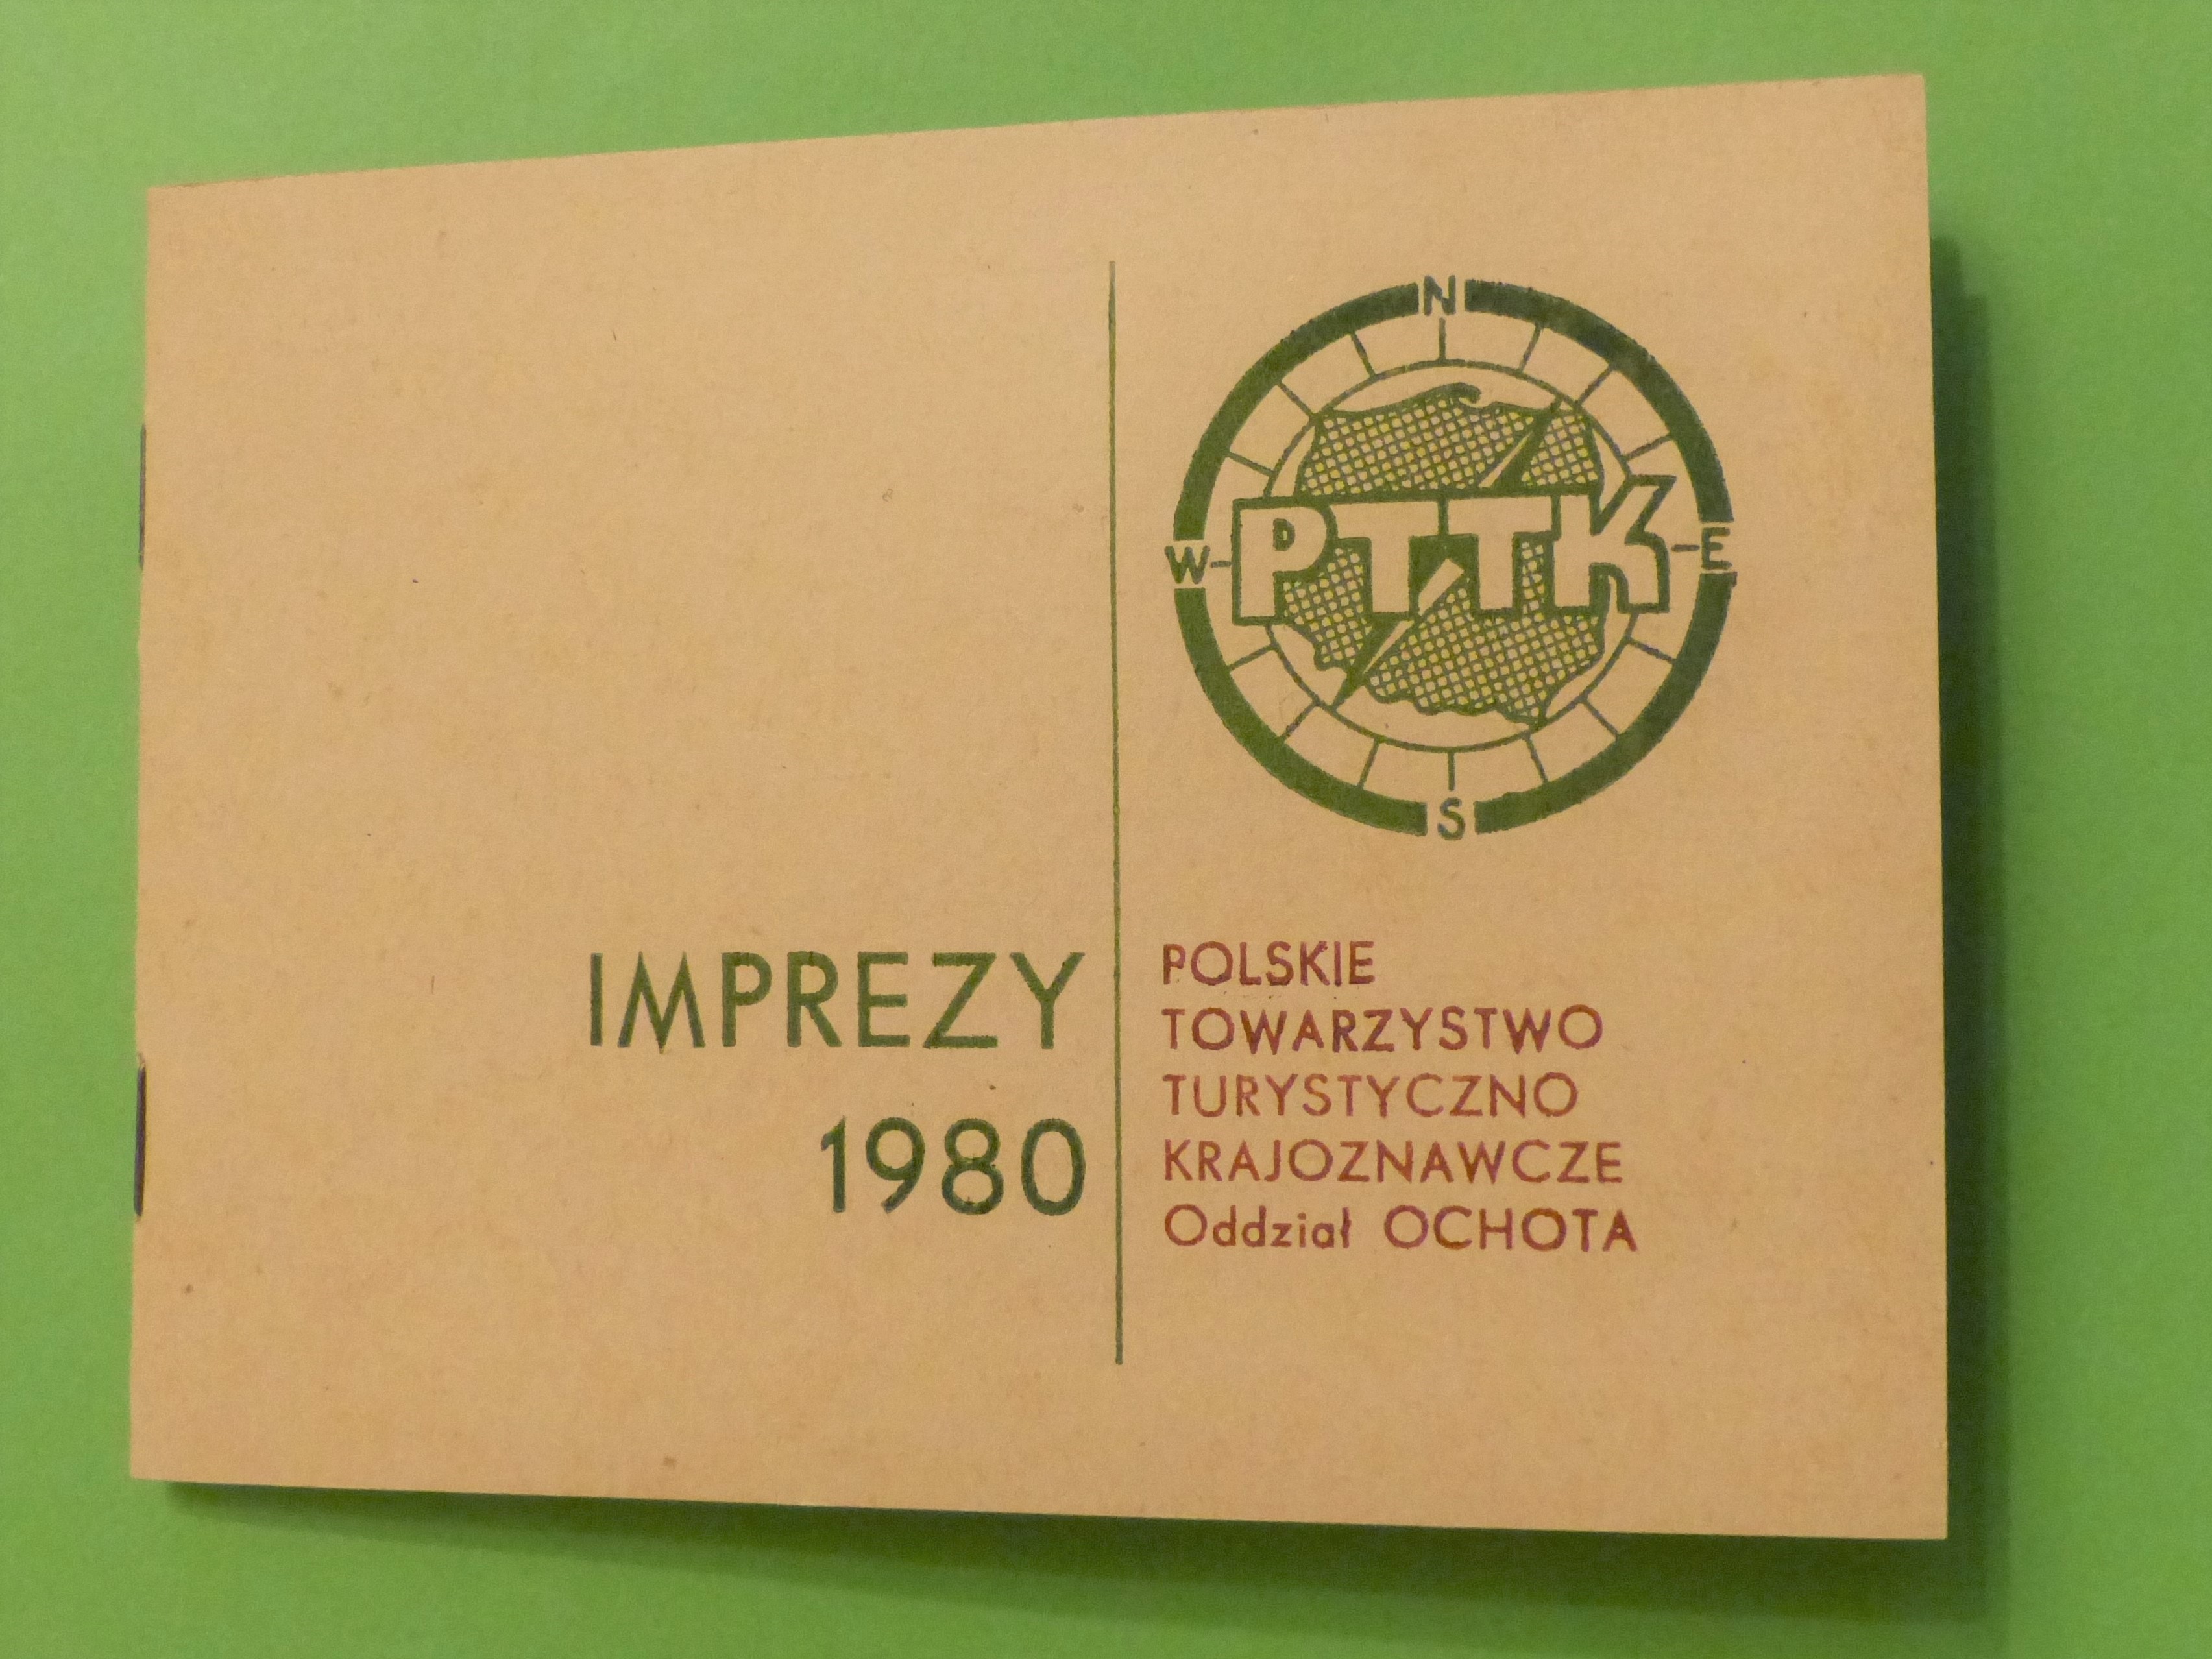 IMPREZY
1980
N
W
PTTK
E
S
POLSKIE
TOWARZYSTWO
TURYSTYCZNO
KRAJOZNAWCZE
Oddział OCHOTA